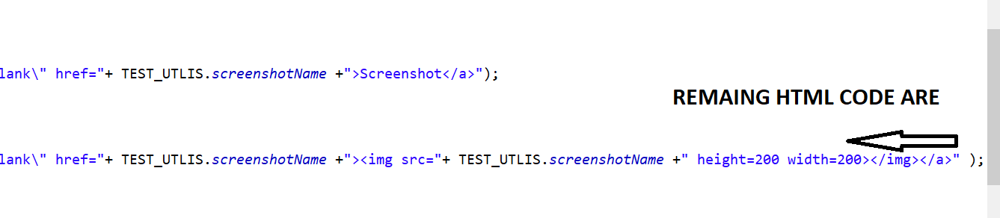 lank\" href="+ TEST_UTLIS.screenshotName +">Screenshot</a>");
REMAING HTML CODE ARE
lank\" href="+ TEST_UTLIS.screenshotName +"><img src="+ TEST_UTLIS.screenshotName +" height=200 width=200></img></a>" );